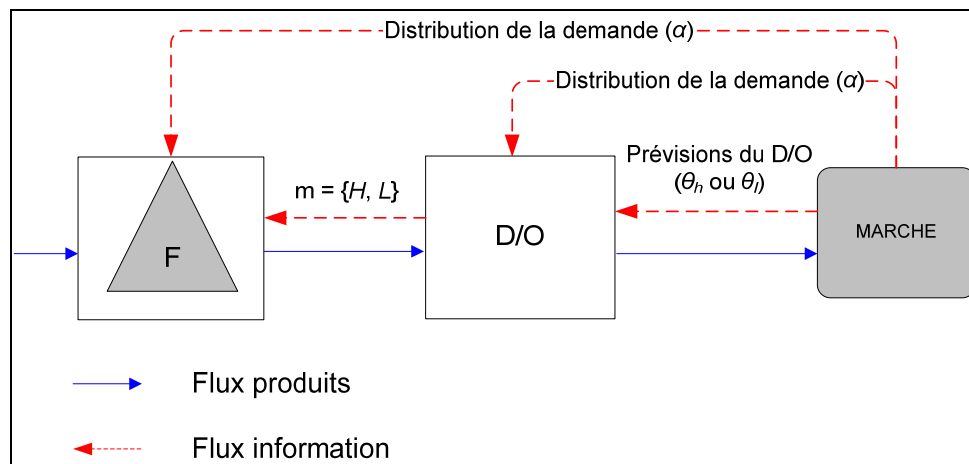 Distribution de la demande (α)
Distribution de la demande (α)
Prévisions du D/O
(θh ou θl)
m = {H, L}
F
D/O
MARCHE
Flux produits
Flux information